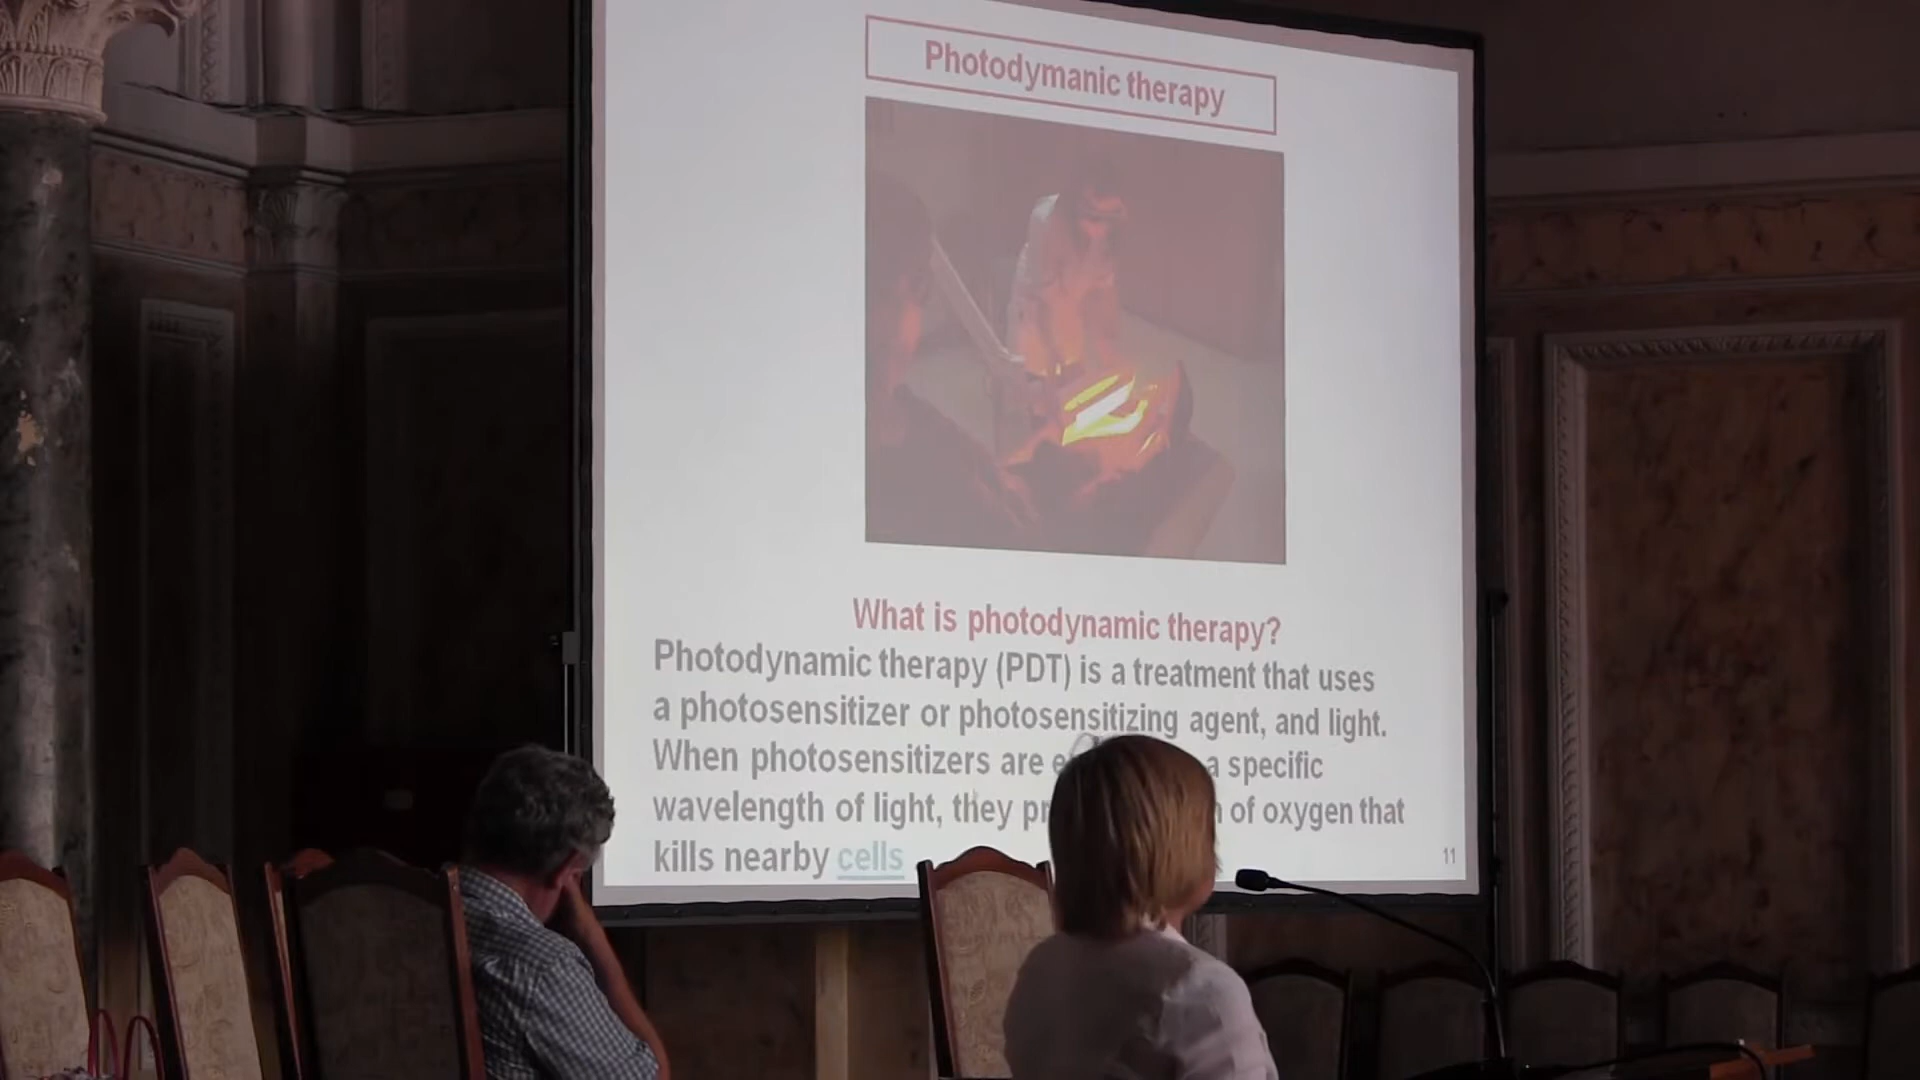 Photodymanic therapy
What is photodynamic therapy?
Photodynamic therapy (PDT) is a treatment that uses
a photosensitizer or photosensitizing agent, and light.
When photosensitizers are a specific
wavelength of light, they of oxygen that
kills nearby cells
11